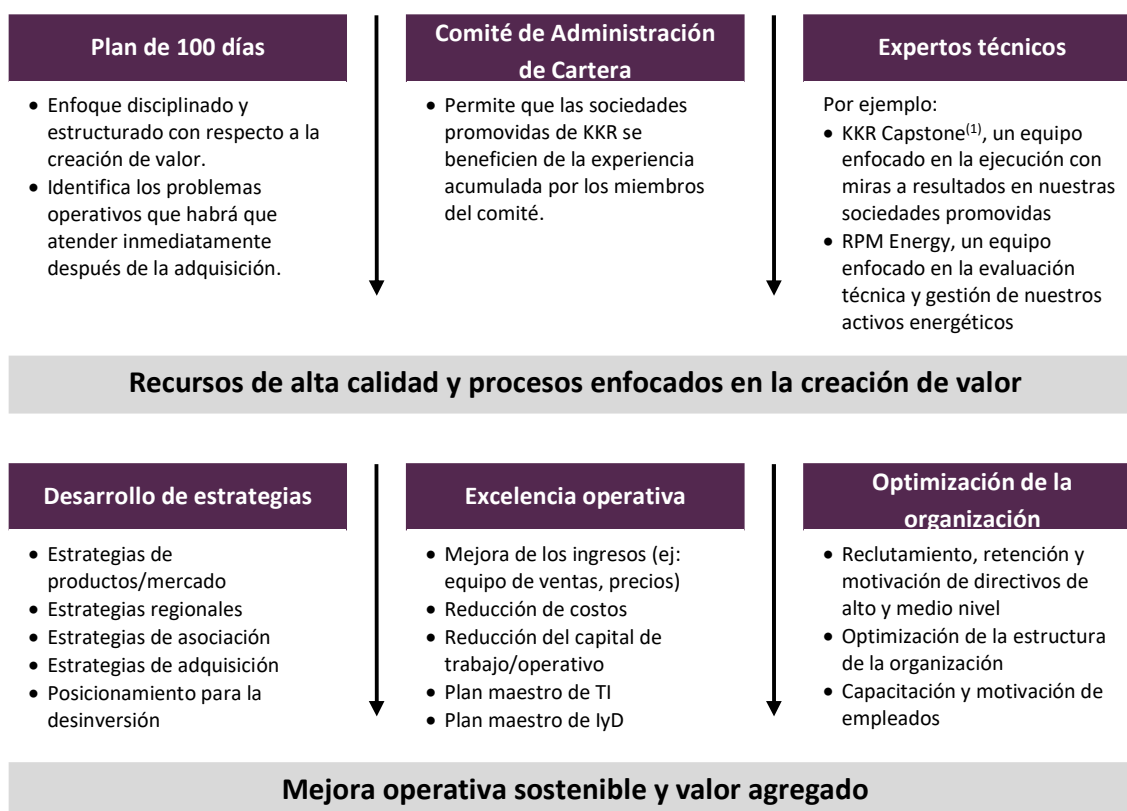 Plan de 100 días
• Enfoque disciplinado y
estructurado con respecto a la
creación de valor.
• Identifica los problemas
operativos que habrá que
atender inmediatamente
después de la adquisición.
Comité de Administración
de Cartera
• Permite que las sociedades
promovidas de KKR se
beneficien de la experiencia
acumulada por los miembros
del comité.
Expertos técnicos
Por ejemplo:
• KKR Capstone(1), un equipo
enfocado en la ejecución con
miras a resultados en nuestras
sociedades promovidas
• RPM Energy, un equipo
enfocado en la evaluación
técnica y gestión de nuestros
activos energéticos
Recursos de alta calidad y procesos enfocados en la creación de valor
Desarrollo de estrategias
• Estrategias de
productos/mercado
• Estrategias regionales
• Estrategias de asociación
• Estrategias de adquisición
• Posicionamiento para la
desinversión
Excelencia operativa
• Mejora de los ingresos (ej:
equipo de ventas, precios)
• Reducción de costos
• Reducción del capital de
trabajo/operativo
• Plan maestro de TI
• Plan maestro de IyD
Optimización de la
organización
• Reclutamiento, retención y
motivación de directivos de
alto y medio nivel
• Optimización de la estructura
de la organización
• Capacitación y motivación de
empleados
Mejora operativa sostenible y valor agregado